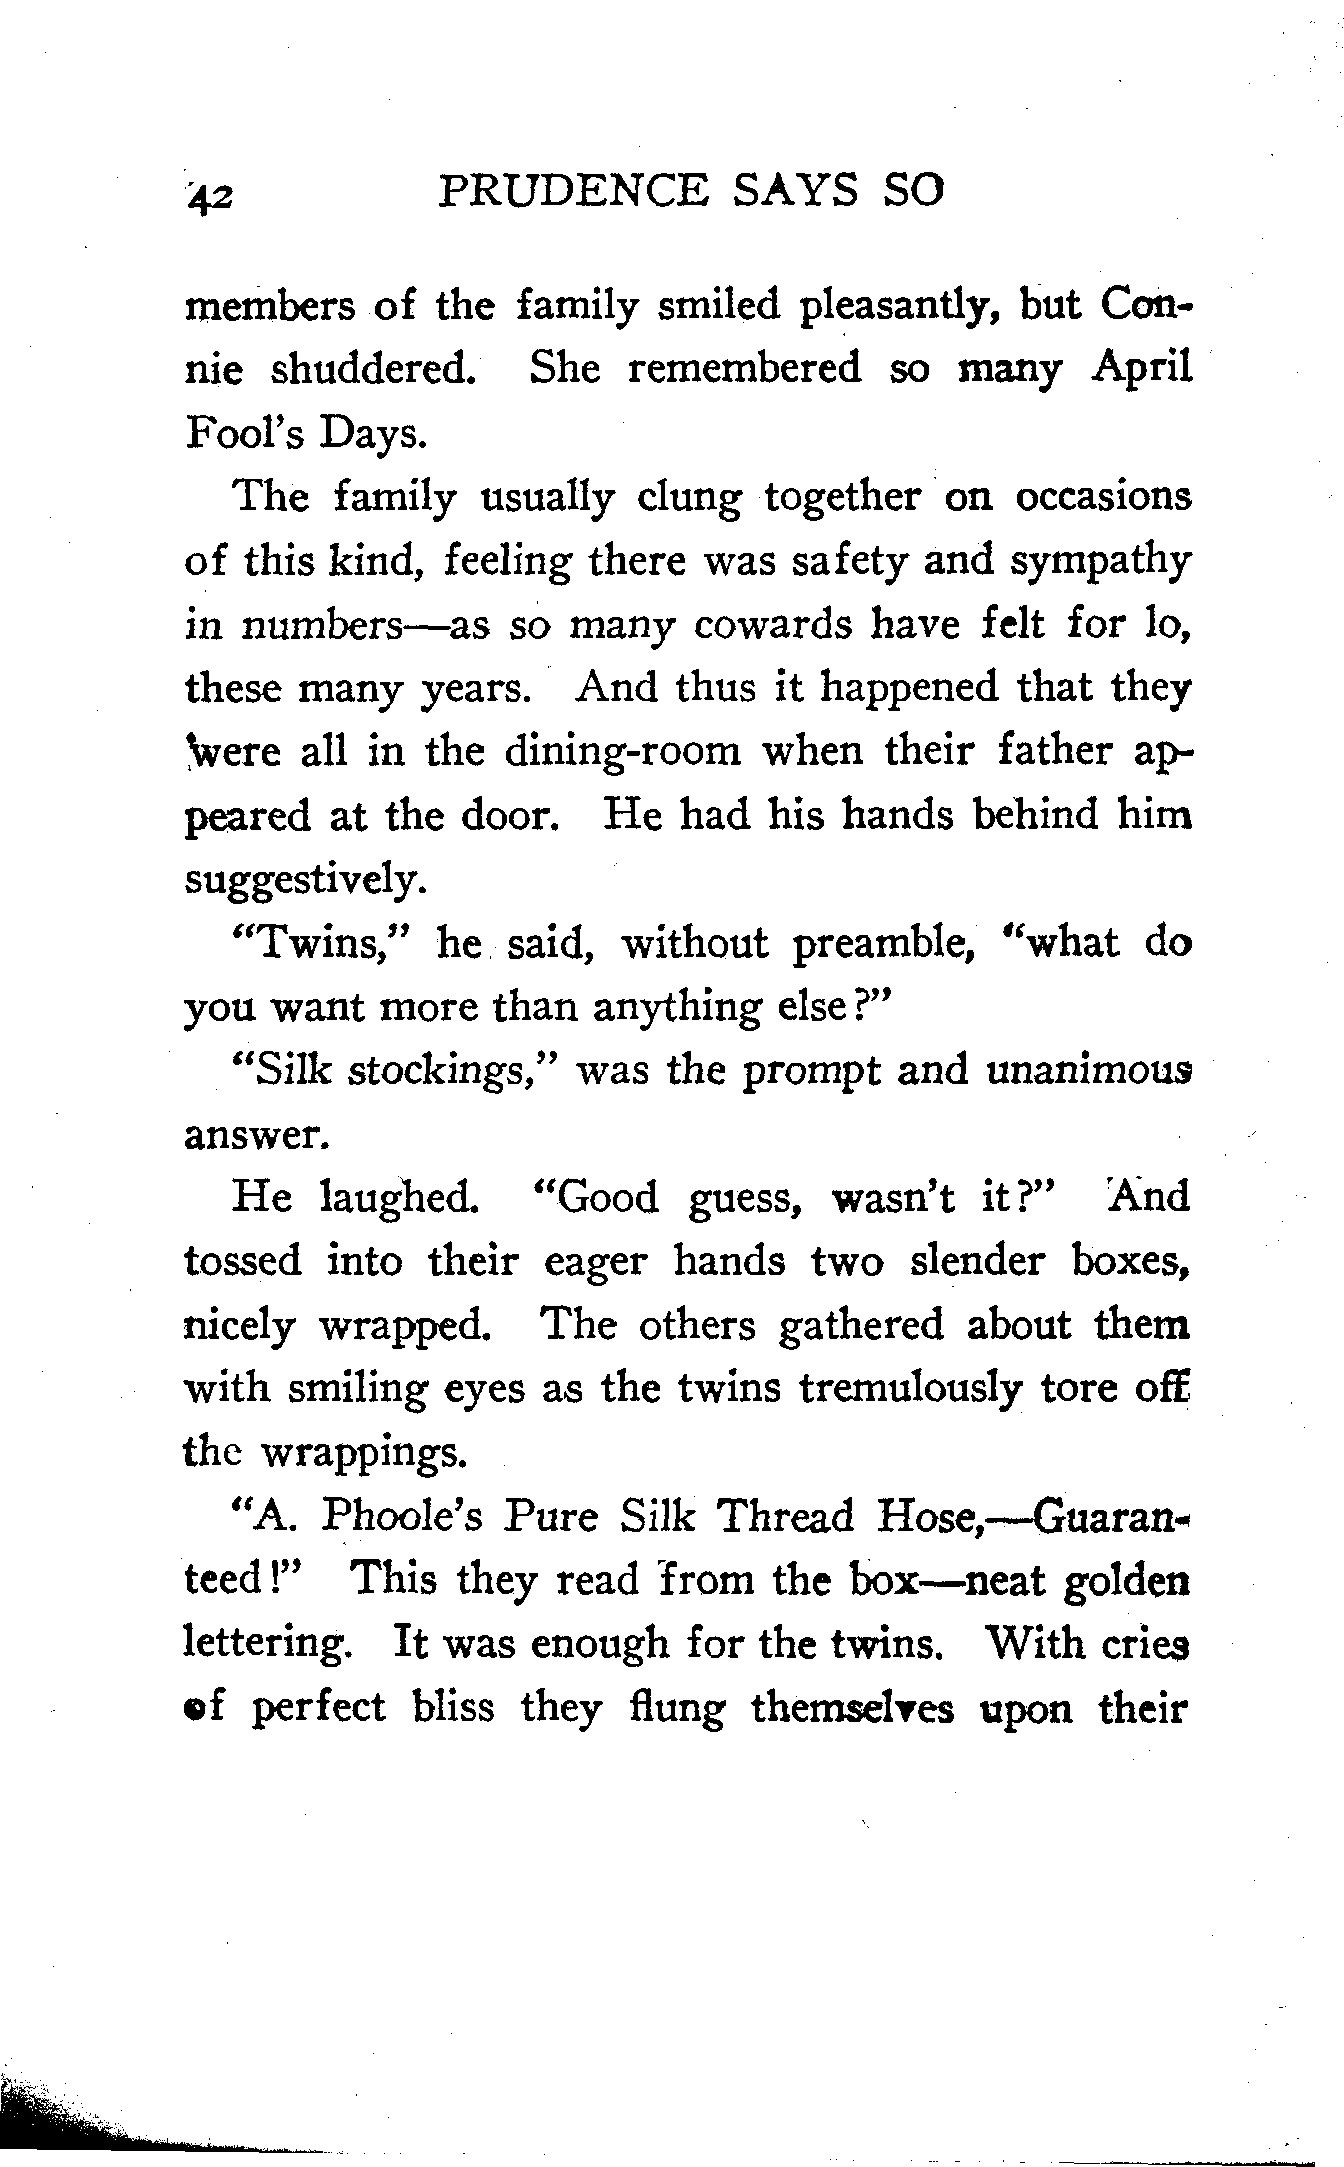 42 PRUDENCE SAYS SO
members of the family smiled pleasantly, but Con-
nie shuddered. She remembered so many April
Fool's Days.
The family usually clung together on occasions
of this kind, feeling there was safety and sympathy
in numbers—as so many cowards have felt for lo,
these many years. And thus it happened that they
were all in the dining-room when their father ap-
peared at the door. He had his hands behind him
suggestively.
"Twins," he said, without preamble, "what do
you want more than anything else?"
"Silk stockings," was the prompt and unanimous
answer.
He laughed. "Good guess, wasn't it?" And
tossed into their eager hands two slender boxes,
nicely wrapped. The others gathered about them
with smiling eyes as the twins tremulously tore off
the wrappings.
"A. Phoole's Pure Silk Thread Hose,—Guaran-
teed!" This they read from the box—neat golden
lettering. It was enough for the twins. With cries
of perfect bliss they flung themselves upon their